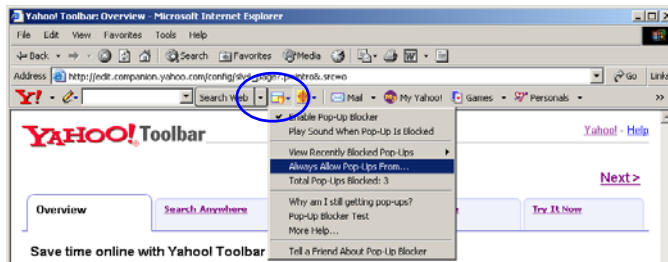 Yahoo! Toolbar: Overview - Microsoft Internet Explorer
File Edit View Favorites Tools Help
Back Search Favorites Media
Address http://edit.companion.yahoo.com/config/ Go Links
Y! Search Web Mail My Yahoo! Games Personals »
Enable Pop-Up Blocker
Play Sound When Pop-Up Is Blocked
YAHOO! Toolbar Yahoo! - Help
View Recently Blocked Pop-Ups
Always Allow Pop-Ups From...
Total Pop-Ups Blocked: 3
Next >
Why am I still getting pop-ups?
Overview Search Anywhere Try It Now
Pop-Up Blocker Test
More Help...
Save time online with Yahoo! Toolbar
Tell a Friend About Pop-Up Blocker